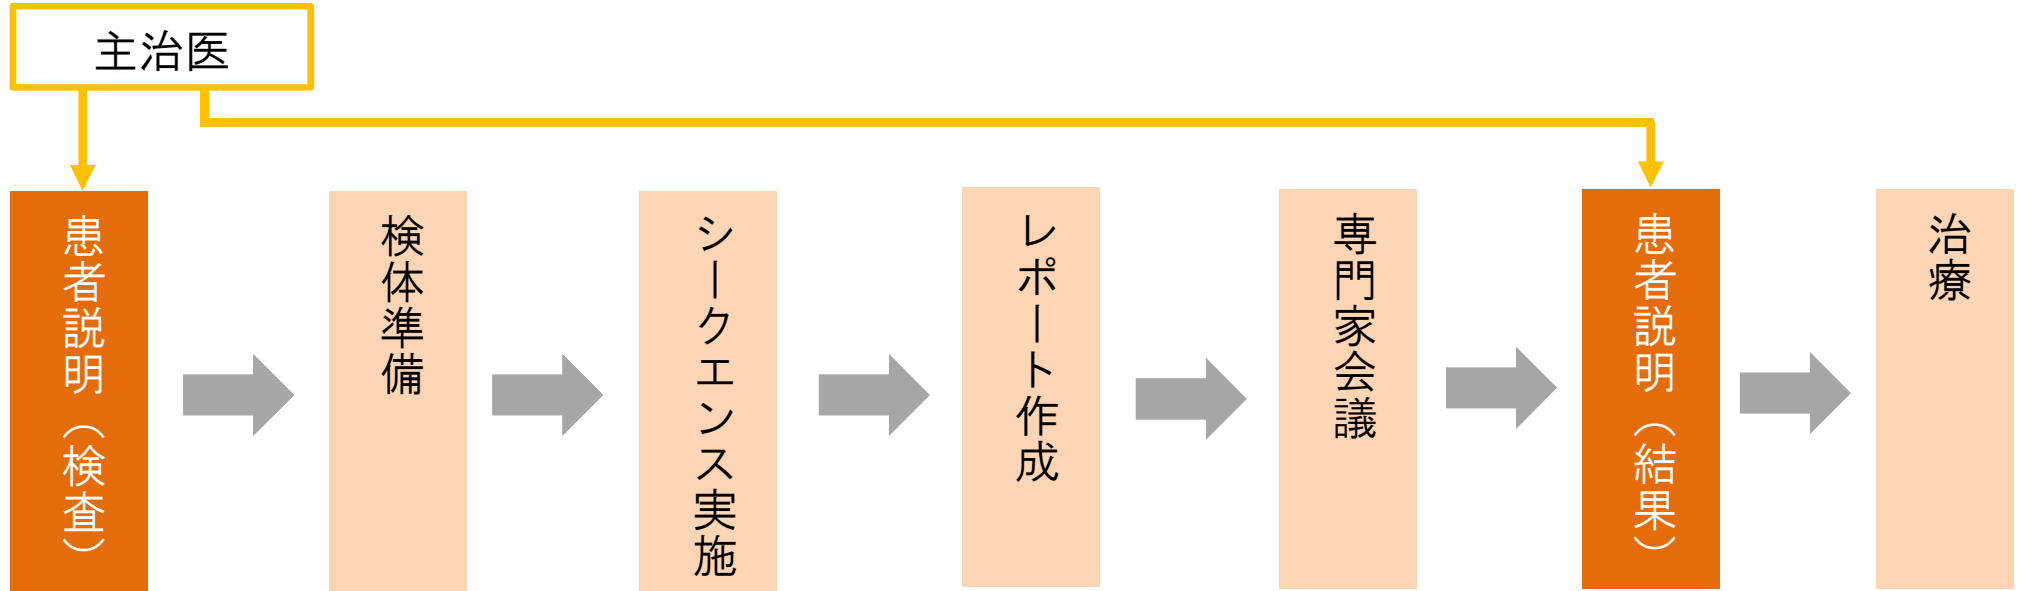 主治医
患者説明（検査）
検体準備
シークエンス実施
レポート作成
専門家会議
患者説明（結果）
治療